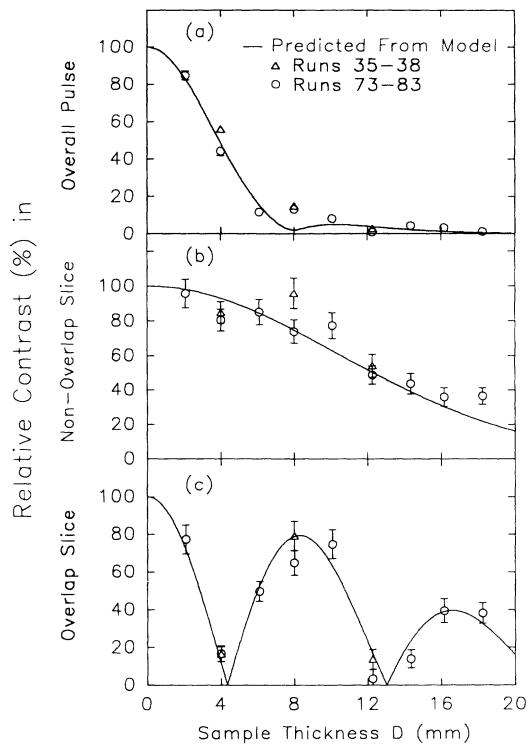 (a)
— Predicted From Model
△ Runs 35–38
○ Runs 73–83
100
80
60
40
20
0
Overall Pulse
(b)
100
80
60
40
20
0
Non-Overlap Slice
Relative Contrast (%) in
(c)
100
80
60
40
20
0
Overlap Slice
0 4 8 12 16 20
Sample Thickness D (mm)